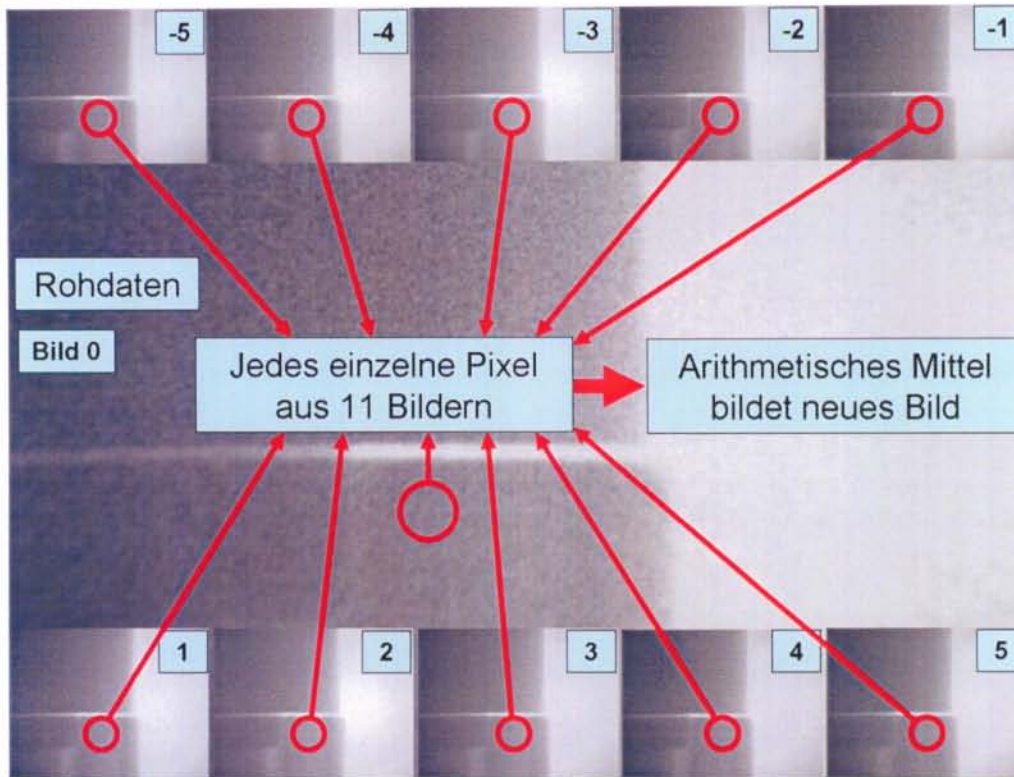 -5
-4
-3
-2
-1
Rohdaten
Bild 0
Jedes einzelne Pixel
aus 11 Bildern
Arithmetisches Mittel
bildet neues Bild
1
2
3
4
5